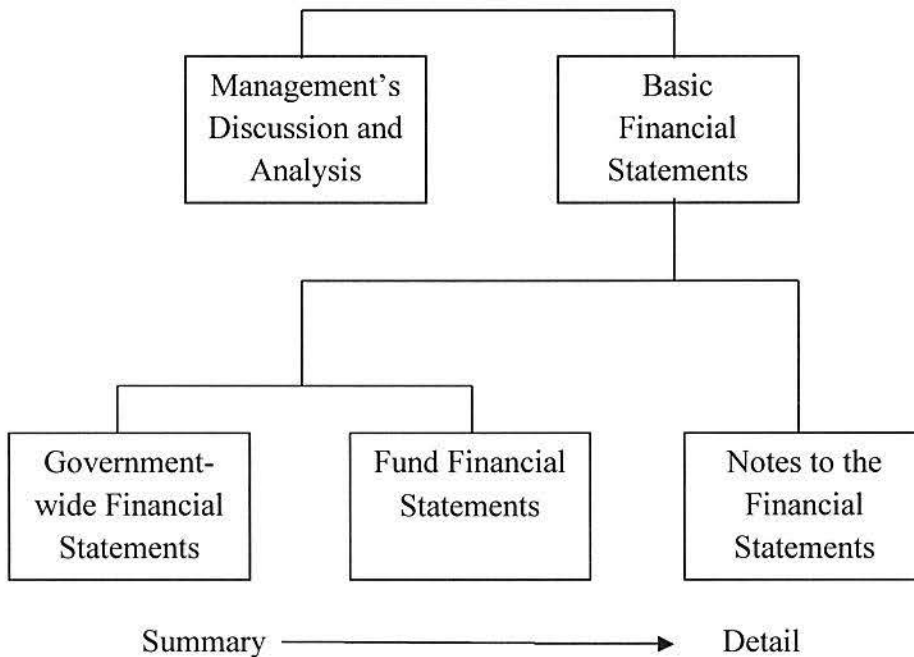 Management's
Discussion and
Analysis
Basic
Financial
Statements
Government-
wide Financial
Statements
Fund Financial
Statements
Notes to the
Financial
Statements
Summary
Detail